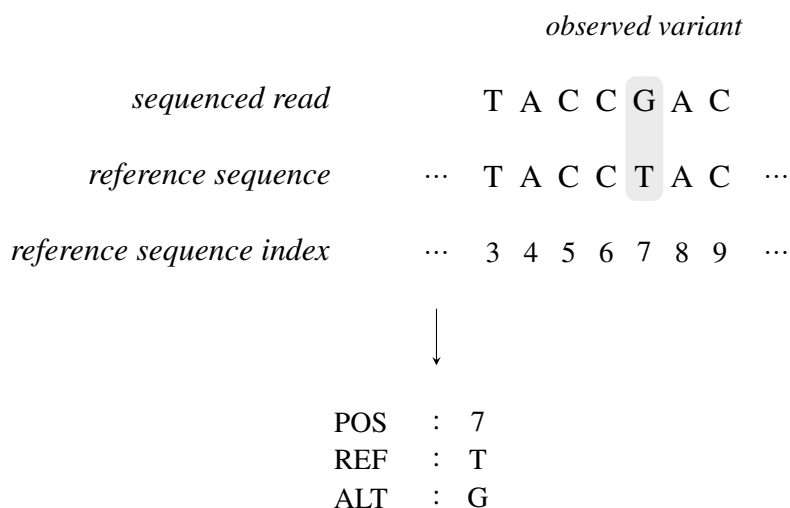 observed variant
sequenced read T A C C G A C
reference sequence ... T A C C T A C ...
reference sequence index ... 3 4 5 6 7 8 9 ...
POS : 7
REF : T
ALT : G